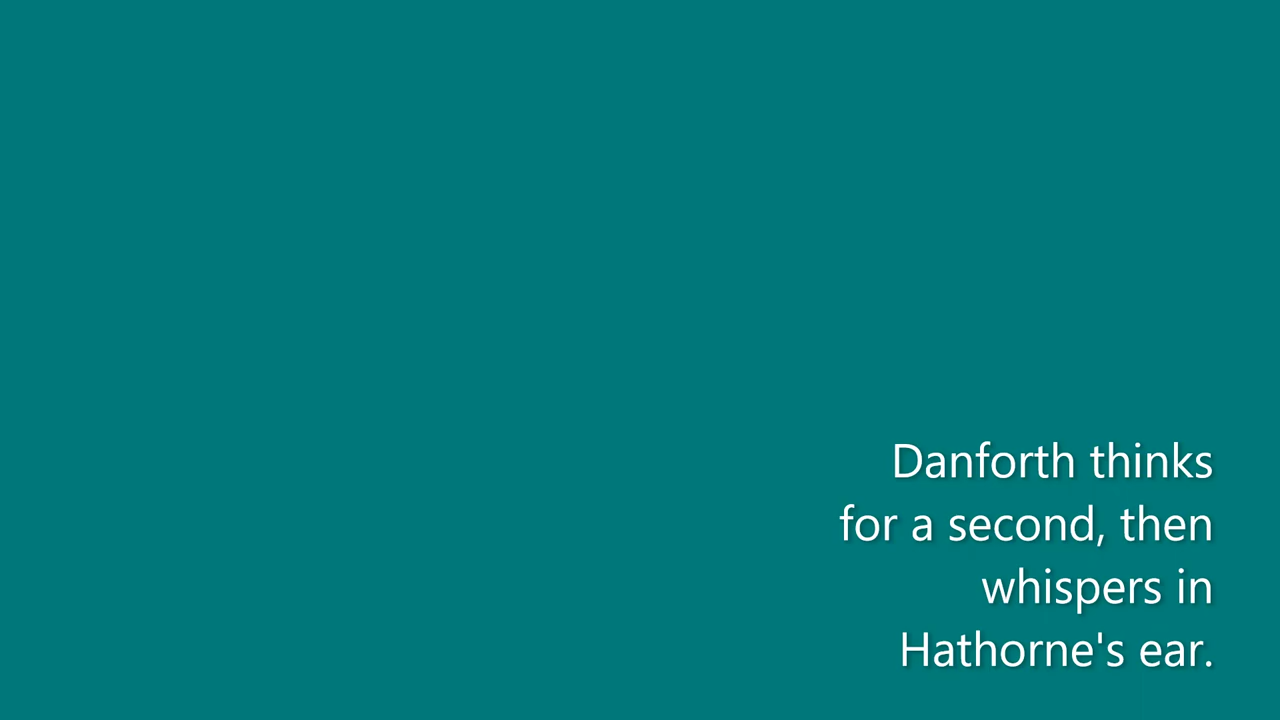 Danforth thinks
for a second, then
whispers in
Hathorne's ear.